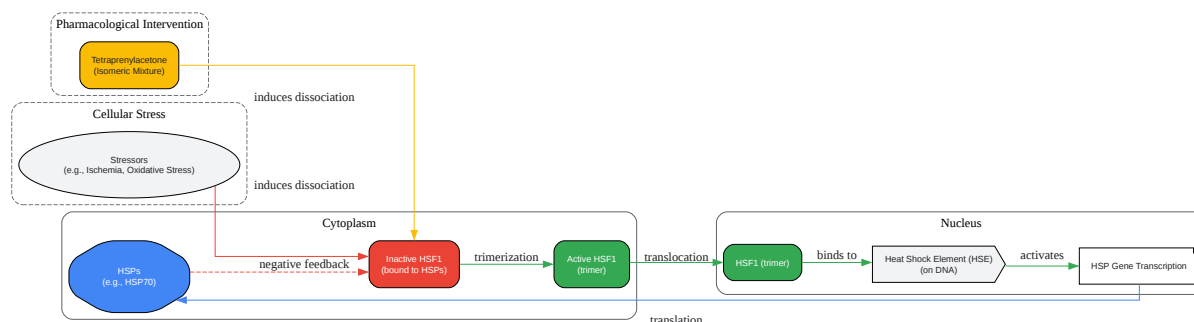 Pharmacological Intervention
Tetraprenylacetone
(Isomeric Mixture)
induces dissociation
Cellular Stress
Stressors
(e.g., Ischemia, Oxidative Stress)
induces dissociation
Cytoplasm
Nucleus
HSPs
(e.g., HSP70)
negative feedback
Inactive HSF1
(bound to HSPs)
trimerization
Active HSF1
(trimer)
translocation
HSF1 (trimer)
binds to
Heat Shock Element (HSE)
(on DNA)
activates
HSP Gene Transcription
translation